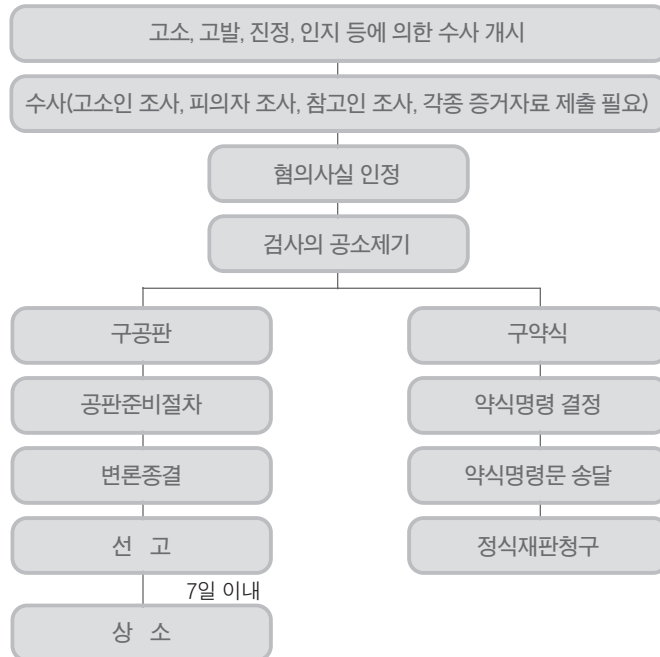 고소, 고발, 진정, 인지 등에 의한 수사 개시
수사(고소인 조사, 피의자 조사, 참고인 조사, 각종 증거자료 제출 필요)
혐의사실 인정
검사의 공소제기
구공판
구약식
공판준비절차
약식명령 결정
변론종결
약식명령문 송달
선 고
정식재판청구
7일 이내
상 소